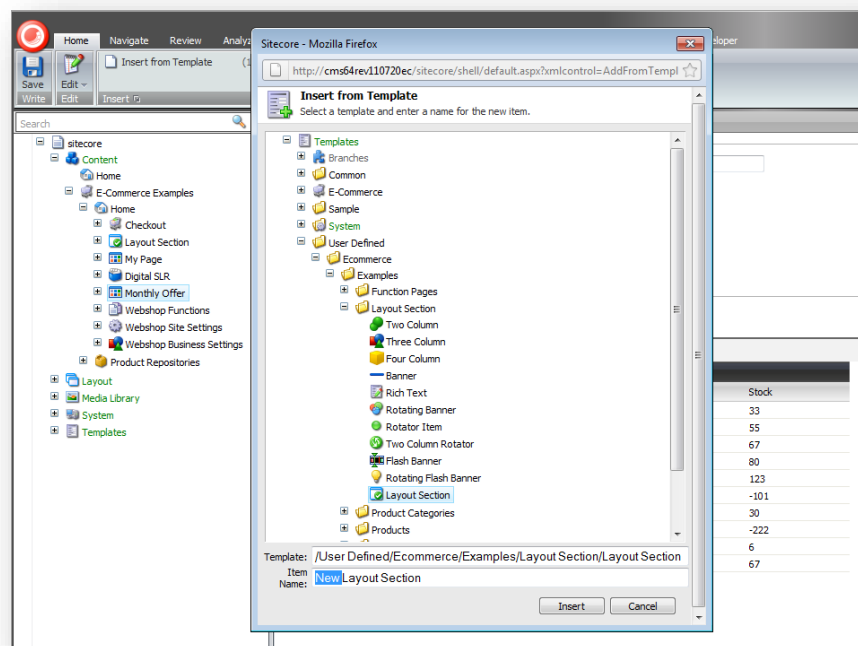 Home Navigate Review Analyz
Sitecore - Mozilla Firefox
eloper
Save
Write
Edit
Edit
Insert from Template (1
Insert
http://cms64rev110720ec/sitecore/shell/default.aspx?xmlcontrol=AddFromTempl
Insert from Template
Select a template and enter a name for the new item.
Search
sitecore
Content
Home
E-Commerce Examples
Home
Checkout
Layout Section
My Page
Digital SLR
Monthly Offer
Webshop Functions
Webshop Site Settings
Webshop Business Settings
Product Repositories
Layout
Media Library
System
Templates
Templates
Branches
Common
E-Commerce
Sample
System
User Defined
Ecommerce
Examples
Function Pages
Layout Section
Two Column
Three Column
Four Column
Banner
Rich Text
Rotating Banner
Rotator Item
Two Column Rotator
Flash Banner
Rotating Flash Banner
Layout Section
Product Categories
Products
Template: /User Defined/Ecommerce/Examples/Layout Section/Layout Section
Item
Name: New Layout Section
Insert Cancel
Stock
33
55
67
80
123
-101
30
-222
6
67